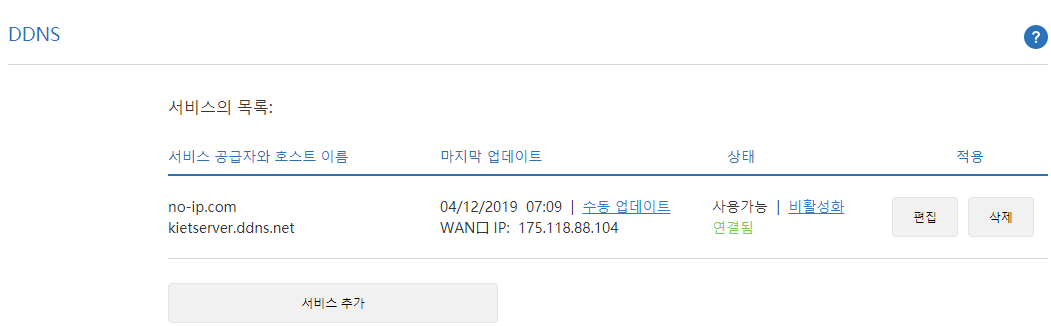 DDNS
?
서비스의 목록:
서비스 공급자와 호스트 이름 마지막 업데이트 상태 적용
no-ip.com 04/12/2019 07:09 | 수동 업데이트 사용가능 | 비활성화
kietserver.ddns.net WAN口 IP: 175.118.88.104 연결됨
편집 삭제
서비스 추가